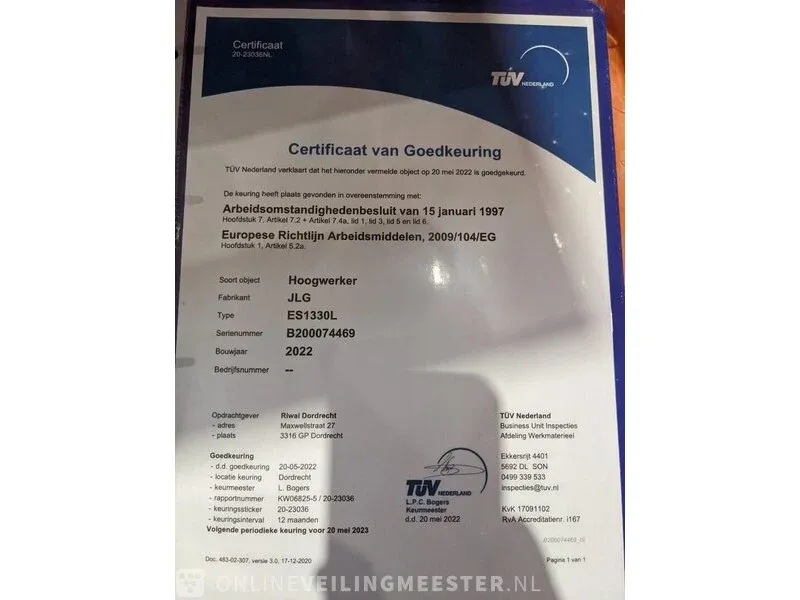 Certificaat
20-23036NL
TÜV NEDERLAND
Certificaat van Goedkeuring
TÜV Nederland verklaart dat het hieronder vermelde object op 20 mei 2022 is goedgekeurd.
De keuring heeft plaats gevonden in overeenstemming met:
Arbeidsomstandighedenbesluit van 15 januari 1997
Hoofdstuk 7, Artikel 7.2 + Artikel 7.4a, lid 1, lid 3, lid 5 en lid 6.
Europese Richtlijn Arbeidsmiddelen, 2009/104/EG
Hoofdstuk 1, Artikel 5.2a.
Soort object Hoogwerker
Fabrikant JLG
Type ES1330L
Serienummer B200074469
Bouwjaar 2022
Bedrijfsnummer --
Opdrachtgever Riwal Dordrecht
- adres Maxwellstraat 27
- plaats 3316 GP Dordrecht
Goedkeuring
- d.d. goedkeuring 20-05-2022
- locatie keuring Dordrecht
- keurmeester L. Bogers
- rapportnummer KW06825-5 / 20-23036
- keuringssticker 20-23036
- keuringsinterval 12 maanden
Volgende periodieke keuring voor 20 mei 2023
TÜV NEDERLAND
L.P.C. Bogers
Keurmeester
d.d. 20 mei 2022
TÜV Nederland
Business Unit Inspecties
Afdeling Werkmaterieel
Ekkersrijt 4401
5692 DL SON
0499 339 533
inspecties@tuv.nl
KvK 17091102
RvA Accreditatienr. I167
Doc. 483-02-307, versie 3.0, 17-12-2020
Pagina 1 van 1
ONLINEVEILINGMEESTER.NL